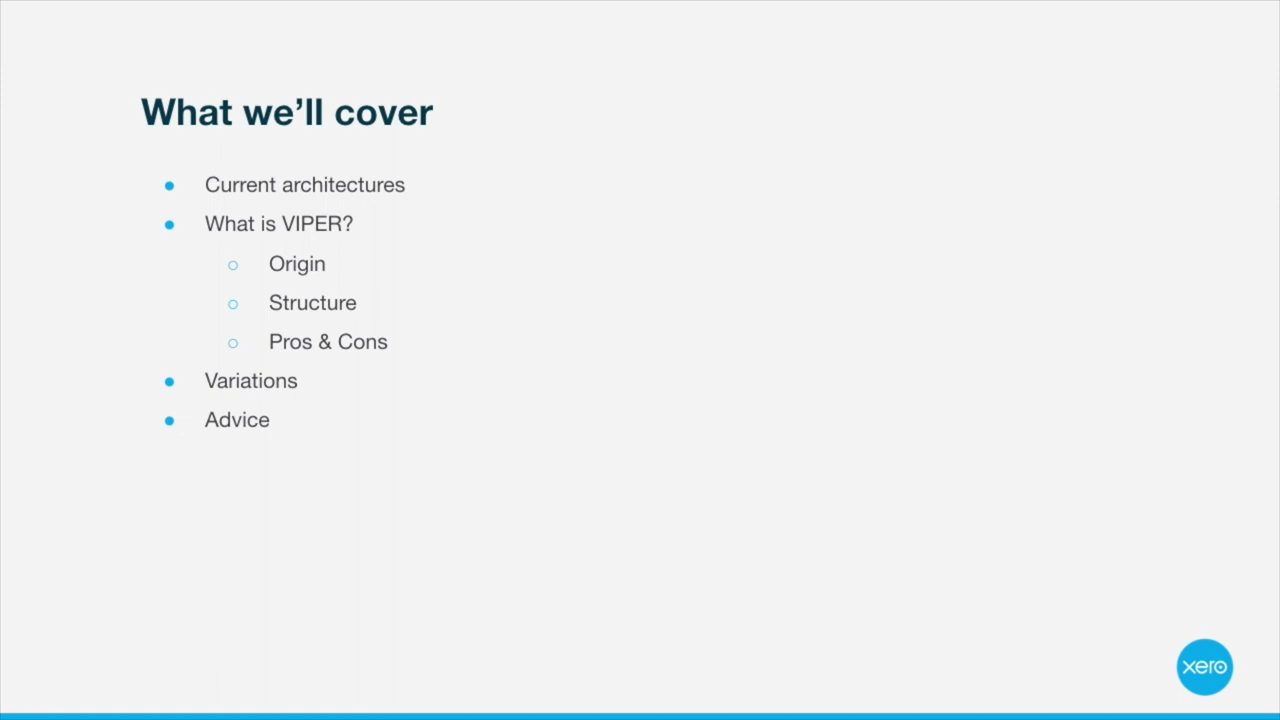 What we’ll cover
● Current architectures
● What is VIPER?
○ Origin
○ Structure
○ Pros & Cons
● Variations
● Advice
xero